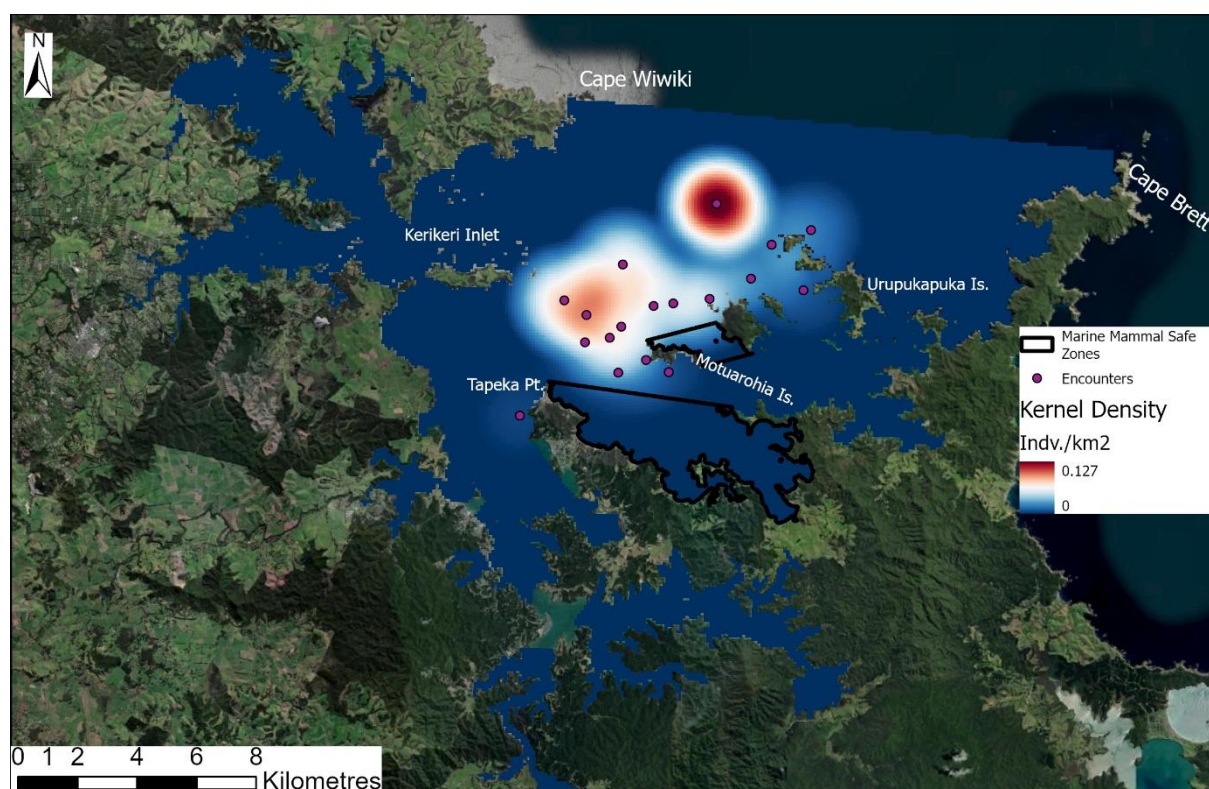 N
Cape Wiwiki
Cape Brett
Kerikeri Inlet
Urupukapuka Is.
Motuarohia Is.
Tapeka Pt.
Marine Mammal Safe
Zones
Encounters
Kernel Density
Indv./km2
0.127
0
0 1 2 4 6 8
Kilometres